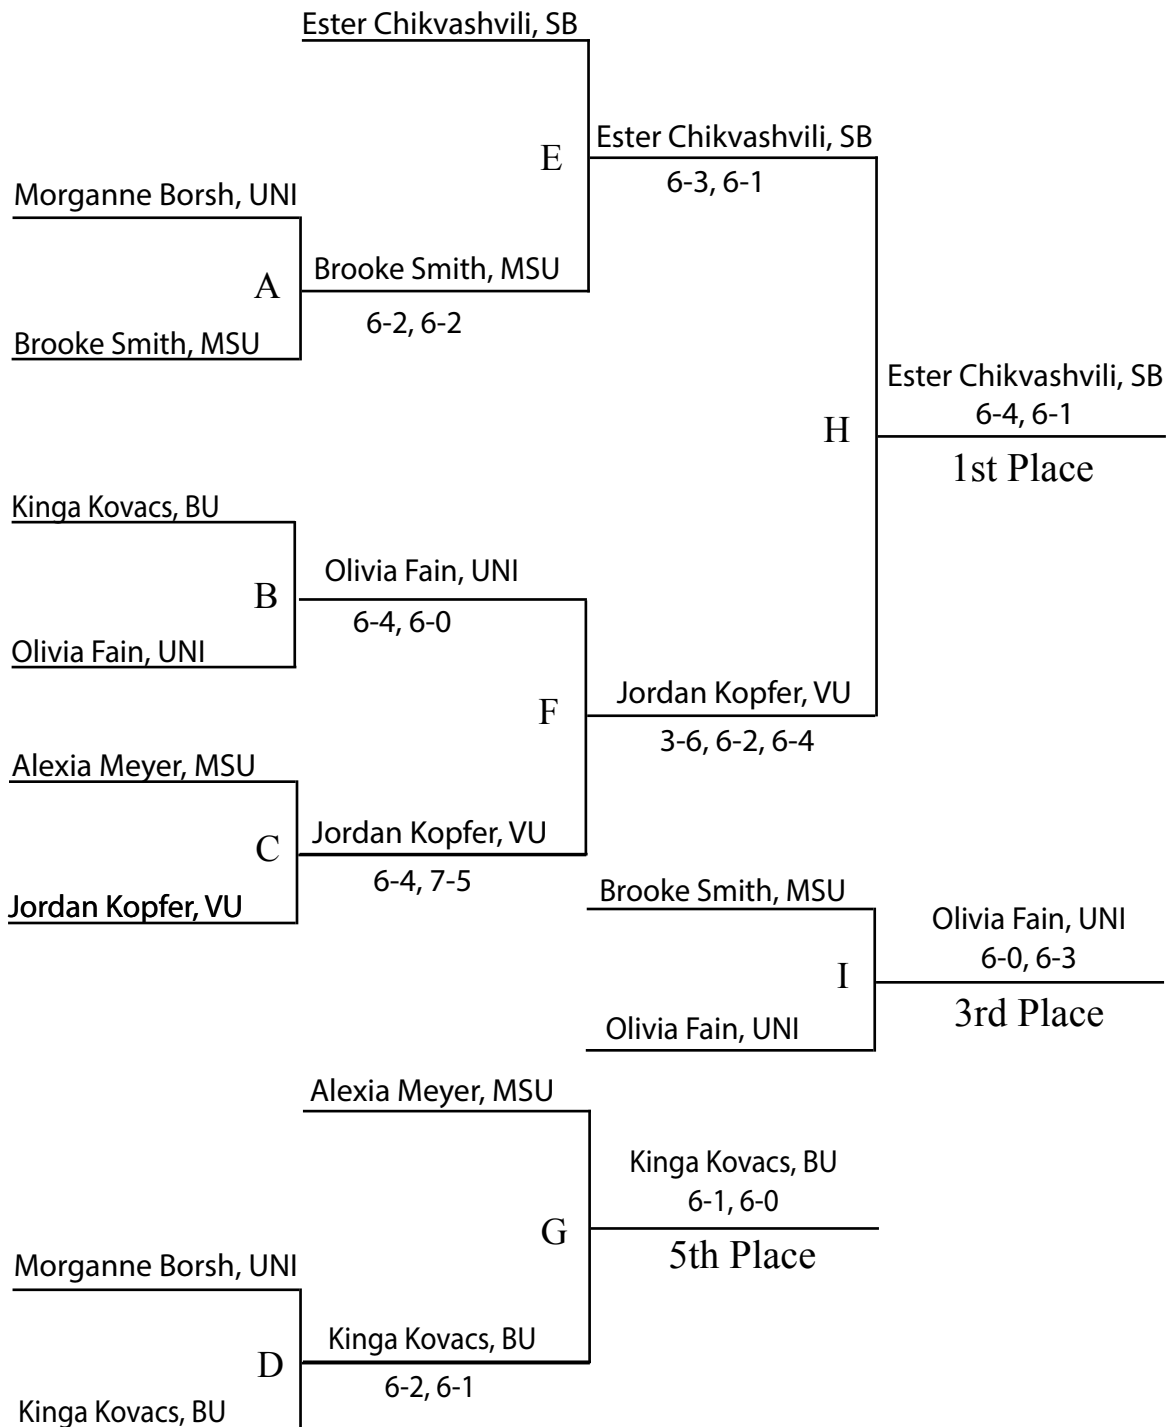 Ester Chikvashvili, SB
E
Ester Chikvashvili, SB
6-3, 6-1
Morganne Borsh, UNI
A
Brooke Smith, MSU
6-2, 6-2
Brooke Smith, MSU
Ester Chikvashvili, SB
6-4, 6-1
H
1st Place
Kinga Kovacs, BU
B
Olivia Fain, UNI
6-4, 6-0
Olivia Fain, UNI
F
Jordan Kopfer, VU
3-6, 6-2, 6-4
Alexia Meyer, MSU
C
Jordan Kopfer, VU
6-4, 7-5
Jordan Kopfer, VU
Brooke Smith, MSU
I
Olivia Fain, UNI
6-0, 6-3
3rd Place
Olivia Fain, UNI
Alexia Meyer, MSU
G
Kinga Kovacs, BU
6-1, 6-0
5th Place
Morganne Borsh, UNI
D
Kinga Kovacs, BU
6-2, 6-1
Kinga Kovacs, BU